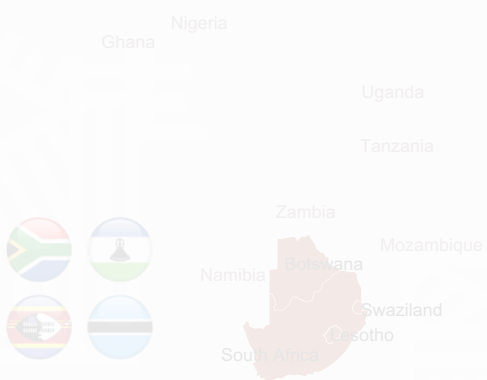 Nigeria
Ghana
Uganda
Tanzania
Zambia
Mozambique
Botswana
Namibia
Swaziland
Lesotho
South Africa